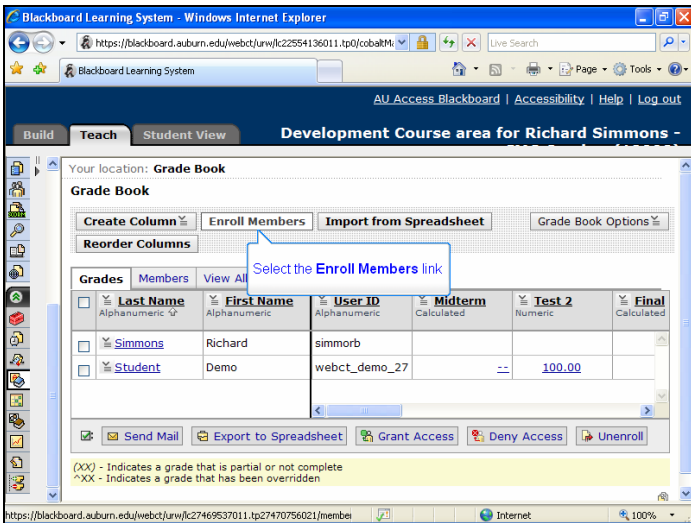 Blackboard Learning System - Windows Internet Explorer
https://blackboard.auburn.edu/webct/urw/lc22554136011.tp0/cobaltMa
Live Search
Blackboard Learning System
Page
Tools
AU Access Blackboard | Accessibility | Help | Log out
Build
Teach
Student View
Development Course area for Richard Simmons -
Your location: Grade Book
Grade Book
Create Column
Enroll Members
Import from Spreadsheet
Grade Book Options
Reorder Columns
Select the Enroll Members link
Grades
Members
View All
Last Name First Name User ID Midterm Test 2 Final
Alphanumeric Alphanumeric Alphanumeric Calculated Numeric Calculated
Simmons Richard simmorb
Student Demo webct_demo_27 -- 100.00
Send Mail
Export to Spreadsheet
Grant Access
Deny Access
Unenroll
(XX) - Indicates a grade that is partial or not complete
^XX - Indicates a grade that has been overridden
https://blackboard.auburn.edu/webct/urw/lc27469537011.tp27470756021/member
Internet
100%